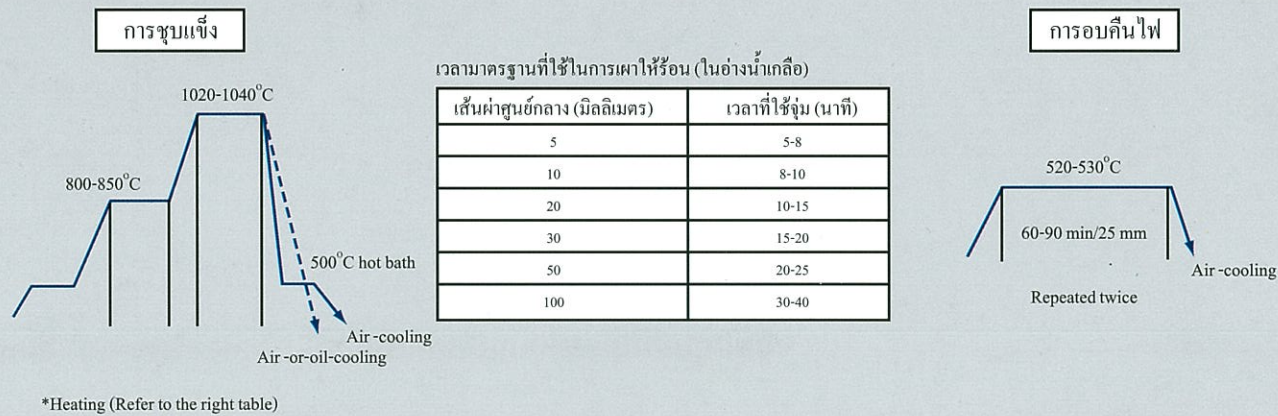 การชุบแข็ง
1020-1040°C
800-850°C
500°C hot bath
Air-cooling
Air-or-oil-cooling
*Heating (Refer to the right table)
เวลามาตรฐานที่ใช้ในการเผาให้ร้อน (ในอ่างน้ำเกลือ)
เส้นผ่าศูนย์กลาง (มิลลิเมตร) เวลาที่ใช้จุ่ม (นาที)
5 5-8
10 8-10
20 10-15
30 15-20
50 20-25
100 30-40
การอบคืนไฟ
520-530°C
60-90 min/25 mm
Air-cooling
Repeated twice